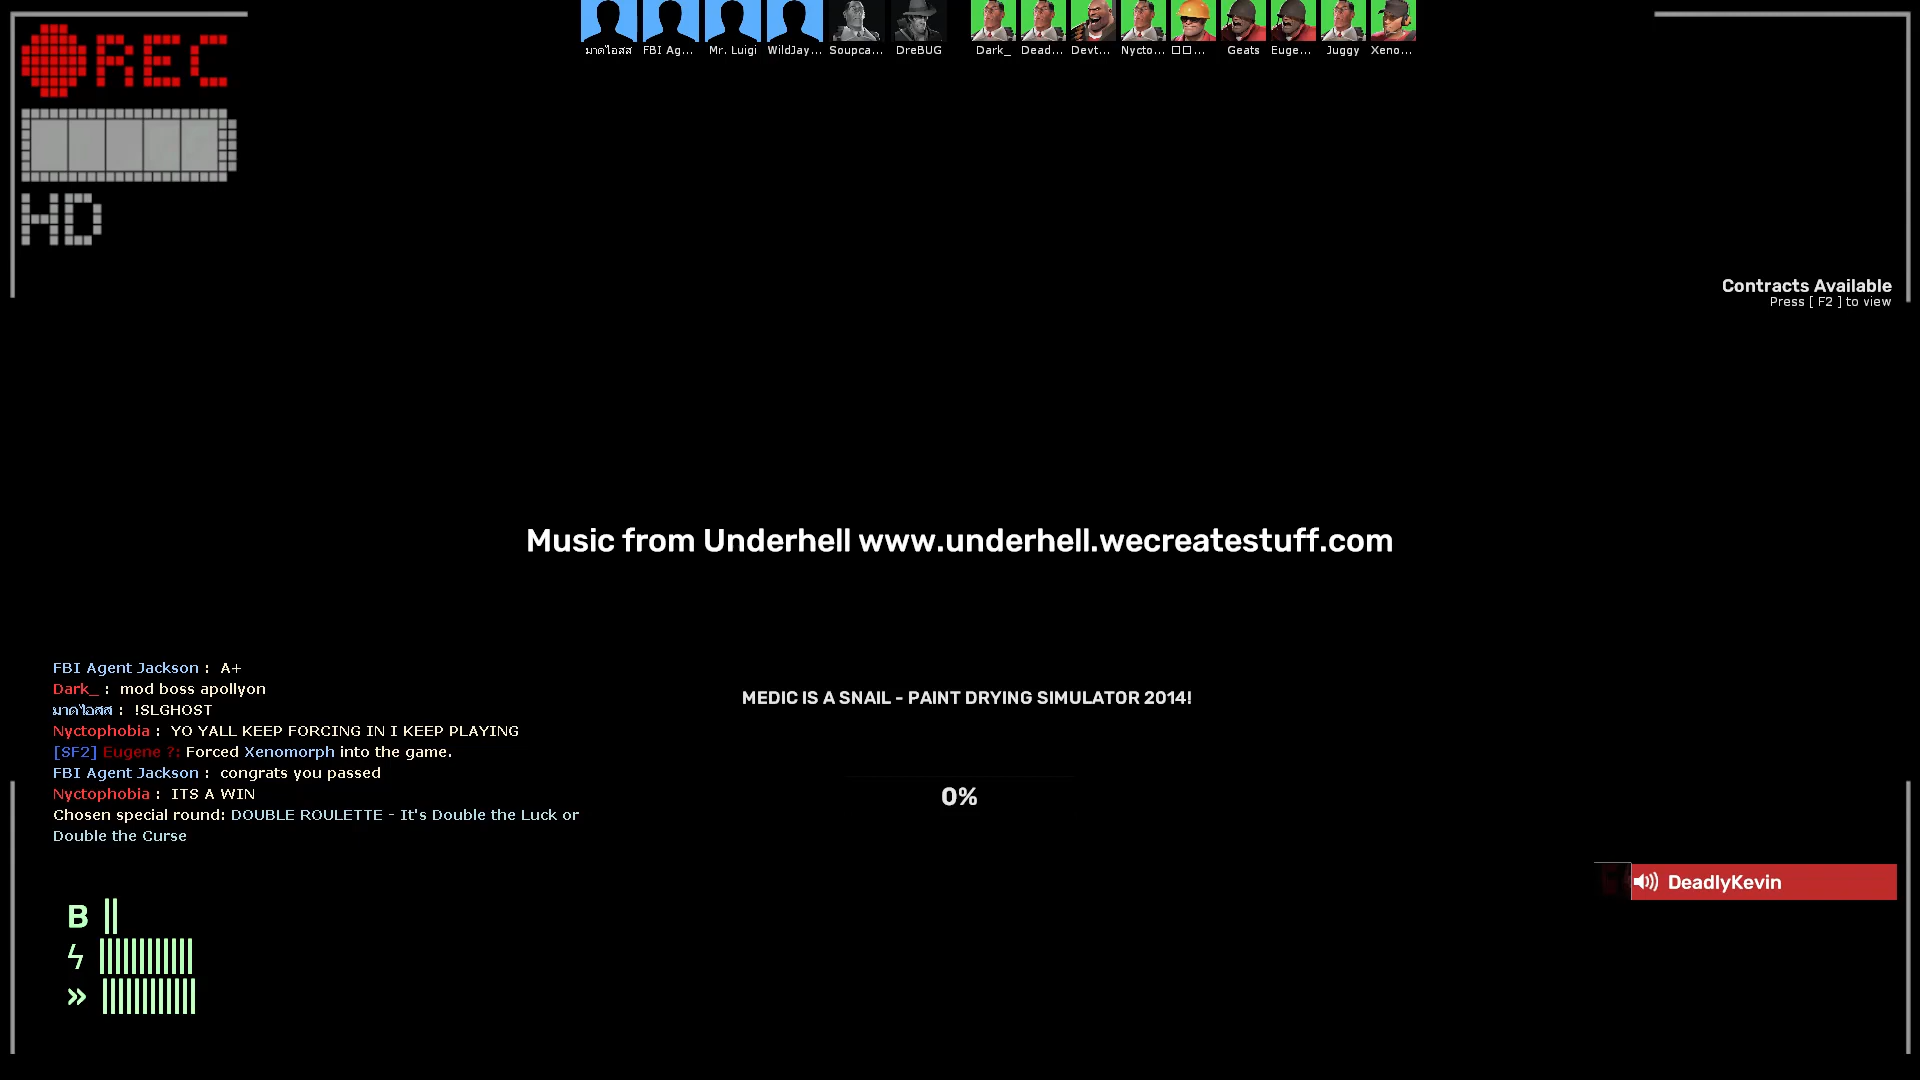 REC
HD
มาดไอสส FBI Ag... Mr. Luigi WildJay... Soupca... DreBUG Dark_ Dead... Devt... Nycto... □□... Geats Euge... Juggy Xeno...
Contracts Available
Press [ F2 ] to view
Music from Underhell www.underhell.wecreatestuff.com
FBI Agent Jackson :  A+
Dark_ :  mod boss apollyon
มาดไอสส :  !SLGHOST
Nyctophobia :  YO YALL KEEP FORCING IN I KEEP PLAYING
[SF2] Eugene ?: Forced Xenomorph into the game.
FBI Agent Jackson :  congrats you passed
Nyctophobia :  ITS A WIN
Chosen special round: DOUBLE ROULETTE - It's Double the Luck or
Double the Curse
MEDIC IS A SNAIL - PAINT DRYING SIMULATOR 2014!
0%
DeadlyKevin
B ||
ϟ ||||||||||||
» ||||||||||||